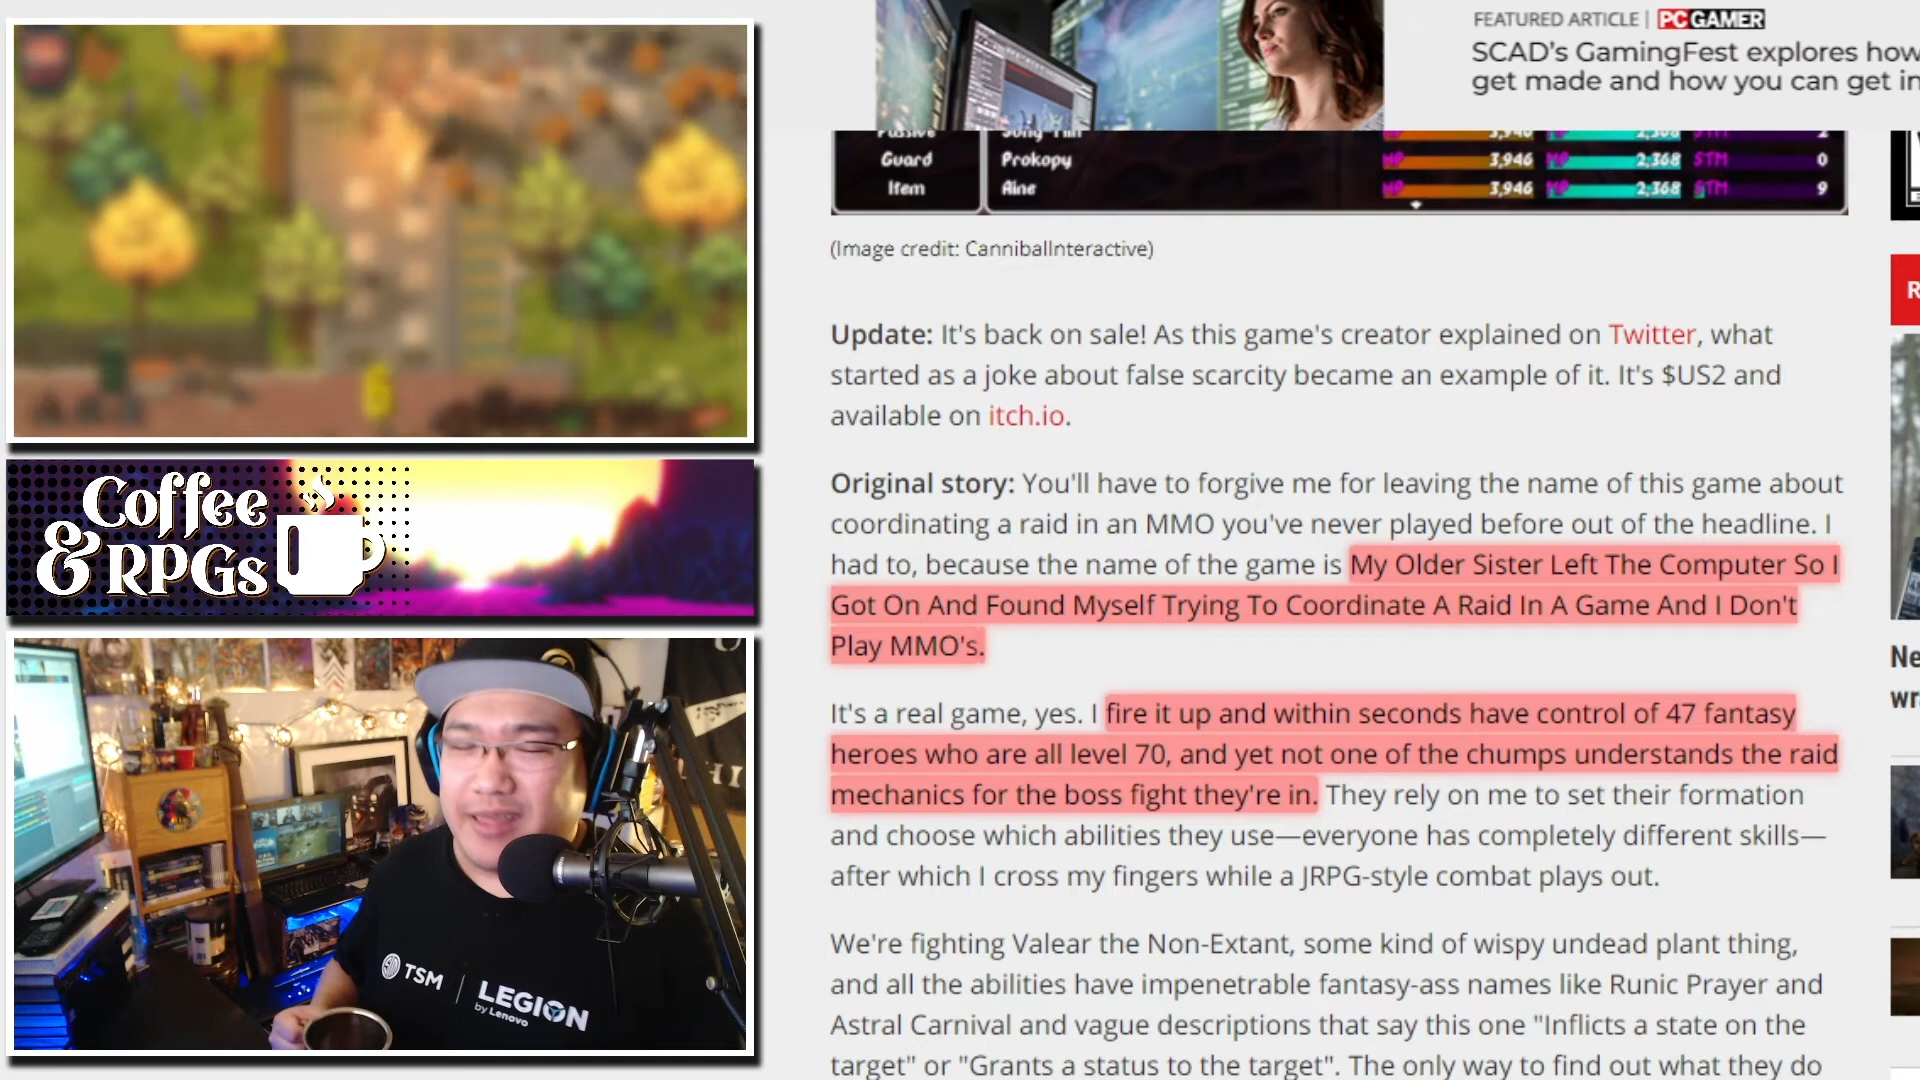 FEATURED ARTICLE | PC GAMER
SCAD's GamingFest explores how
get made and how you can get in
Guard
Prokopy
3,946
2,368
STM
0
Item
Aine
HP
3,946
2,368
STM
9
(Image credit: CannibalInteractive)
Update: It's back on sale! As this game's creator explained on Twitter, what
started as a joke about false scarcity became an example of it. It's $US2 and
available on itch.io.
Original story: You'll have to forgive me for leaving the name of this game about
coordinating a raid in an MMO you've never played before out of the headline. I
had to, because the name of the game is My Older Sister Left The Computer So I
Got On And Found Myself Trying To Coordinate A Raid In A Game And I Don't
Play MMO's.
It's a real game, yes. I fire it up and within seconds have control of 47 fantasy
heroes who are all level 70, and yet not one of the chumps understands the raid
mechanics for the boss fight they're in. They rely on me to set their formation
and choose which abilities they use—everyone has completely different skills—
after which I cross my fingers while a JRPG-style combat plays out.
We're fighting Valear the Non-Extant, some kind of wispy undead plant thing,
and all the abilities have impenetrable fantasy-ass names like Runic Prayer and
Astral Carnival and vague descriptions that say this one "Inflicts a state on the
target" or "Grants a status to the target". The only way to find out what they do
R
Ne
wr
Coffee
& RPGs
TSM
LEGION
by Lenovo